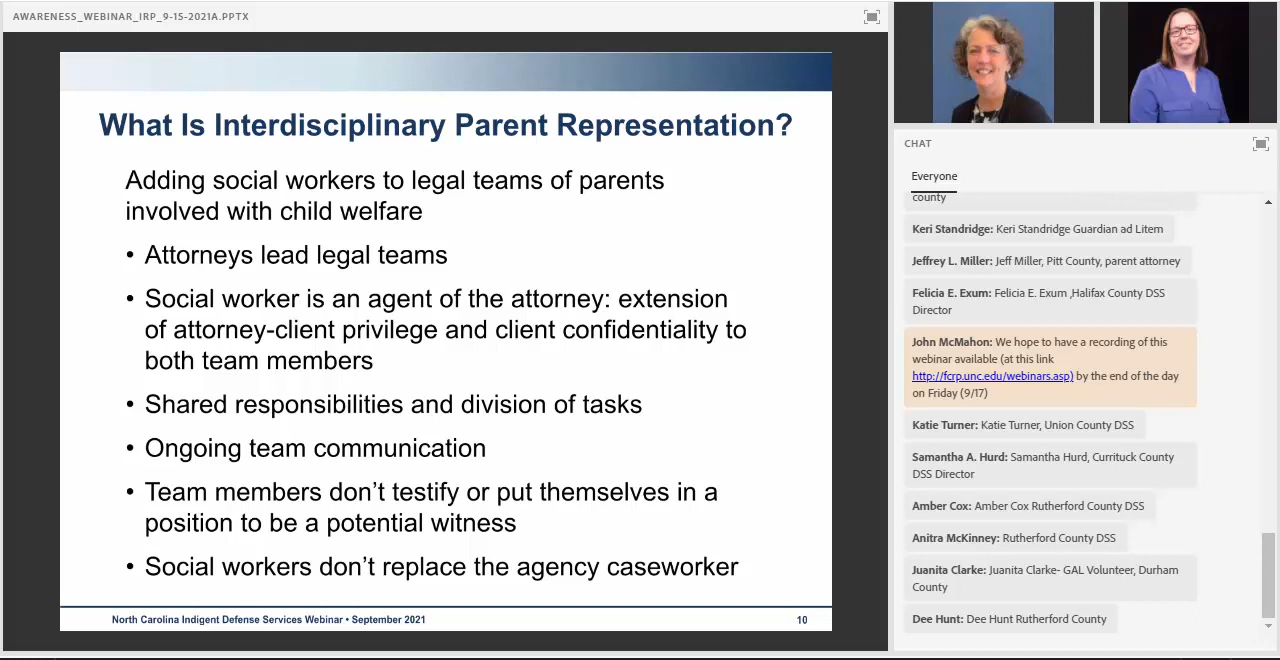 AWARENESS_WEBINAR_IRP_9-15-2021A.PPTX
What Is Interdisciplinary Parent Representation?
Adding social workers to legal teams of parents
involved with child welfare
• Attorneys lead legal teams
• Social worker is an agent of the attorney: extension
of attorney-client privilege and client confidentiality to
both team members
• Shared responsibilities and division of tasks
• Ongoing team communication
• Team members don’t testify or put themselves in a
position to be a potential witness
• Social workers don’t replace the agency caseworker
North Carolina Indigent Defense Services Webinar • September 2021
10
CHAT
Everyone
county
Keri Standridge: Keri Standridge Guardian ad Litem
Jeffrey L. Miller: Jeff Miller, Pitt County, parent attorney
Felicia E. Exum: Felicia E. Exum ,Halifax County DSS
Director
John McMahon: We hope to have a recording of this
webinar available (at this link
http://fcrp.unc.edu/webinars.asp) by the end of the day
on Friday (9/17)
Katie Turner: Katie Turner, Union County DSS
Samantha A. Hurd: Samantha Hurd, Currituck County
DSS Director
Amber Cox: Amber Cox Rutherford County DSS
Anitra McKinney: Rutherford County DSS
Juanita Clarke: Juanita Clarke- GAL Volunteer, Durham
County
Dee Hunt: Dee Hunt Rutherford County